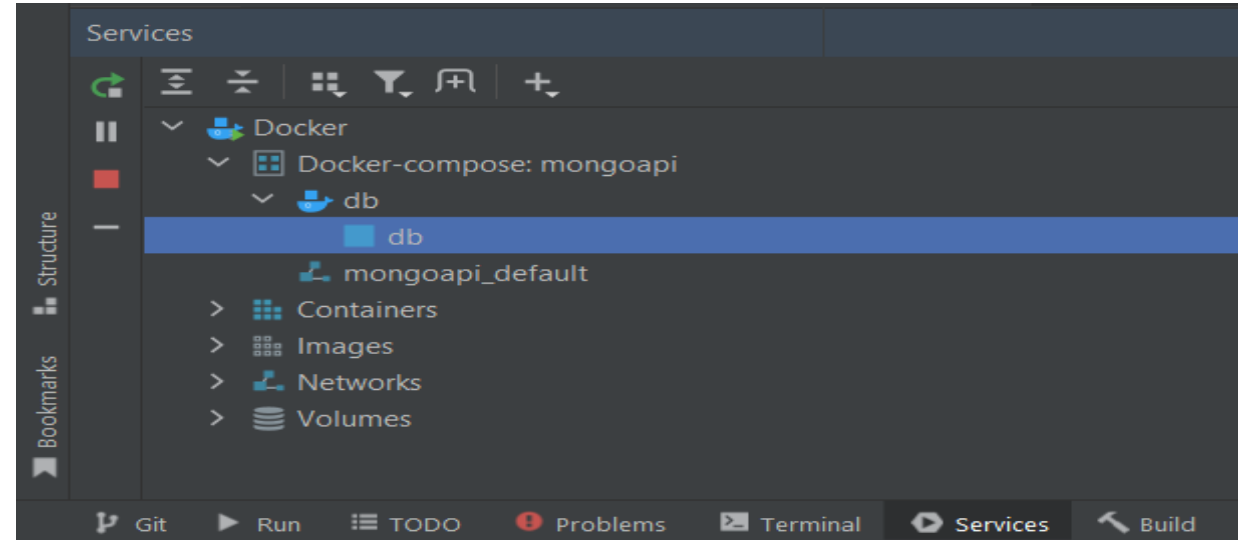 Services
Docker
Docker-compose: mongoapi
db
db
mongoapi_default
Containers
Images
Networks
Volumes
Structure
Bookmarks
Git Run TODO Problems Terminal Services Build